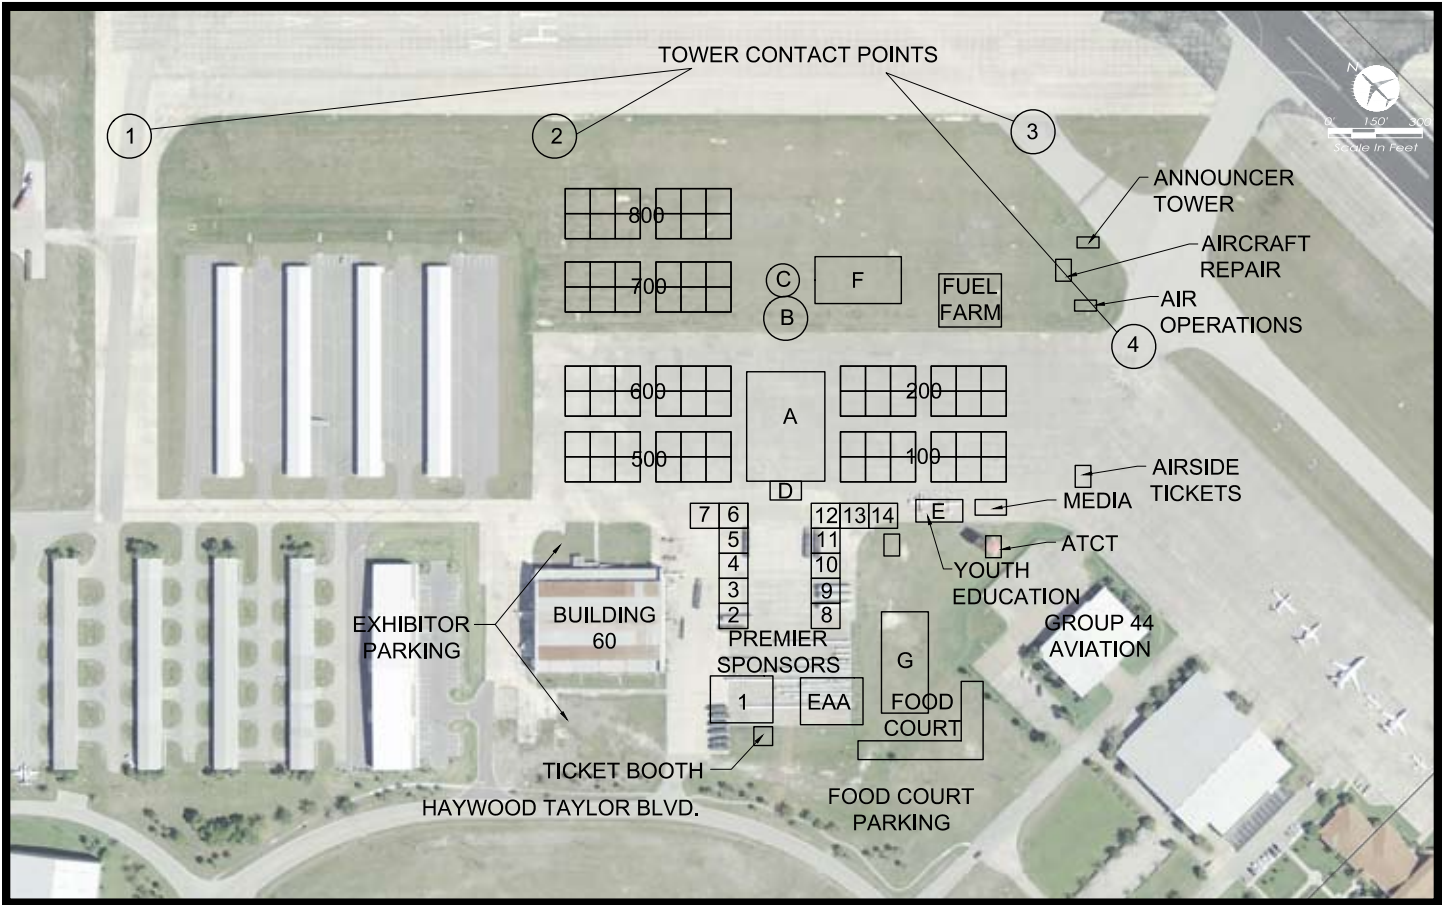 TOWER CONTACT POINTS
1
2
3
N
0' 150' 300
Scale In Feet
ANNOUNCER
TOWER
800
AIRCRAFT
REPAIR
C
F
700
FUEL
FARM
B
AIR
OPERATIONS
4
600
A
200
500
100
D
AIRSIDE
TICKETS
MEDIA
7 6
12 13 14
E
5
11
ATCT
4
10
YOUTH
EDUCATION
3
9
2
8
EXHIBITOR
PARKING
BUILDING
60
PREMIER
SPONSORS
GROUP 44
AVIATION
G
1
EAA
FOOD
COURT
TICKET BOOTH
HAYWOOD TAYLOR BLVD.
FOOD COURT
PARKING